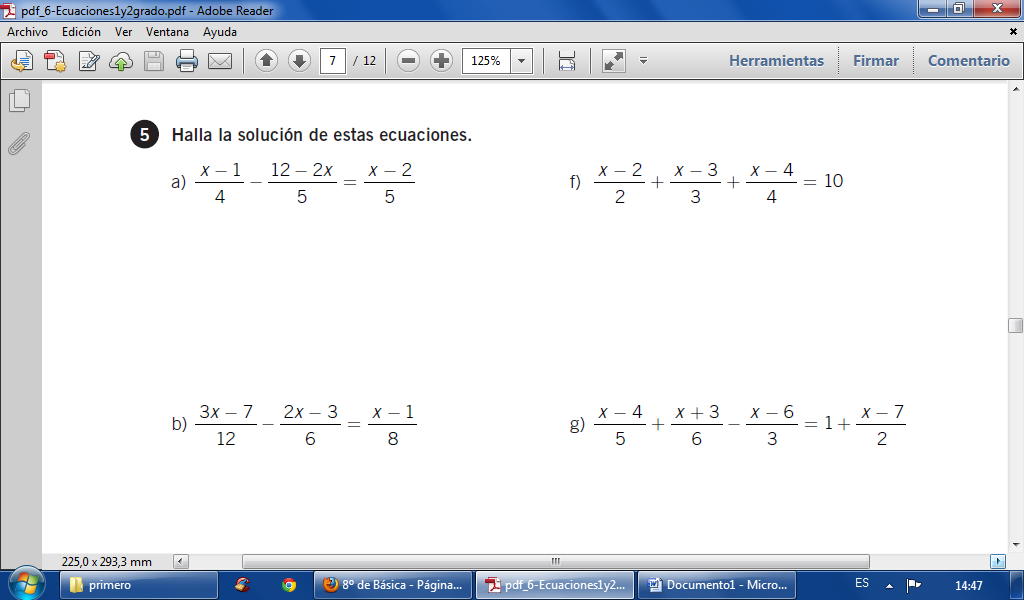 pdf_6-Ecuaciones1y2grado.pdf - Adobe Reader
Archivo Edición Ver Ventana Ayuda
7 / 12 125% Herramientas Firmar Comentario
5 Halla la solución de estas ecuaciones.
a) (x – 1)/4 – (12 – 2x)/5 = (x – 2)/5
f) (x – 2)/2 + (x – 3)/3 + (x – 4)/4 = 10
b) (3x – 7)/12 – (2x – 3)/6 = (x – 1)/8
g) (x – 4)/5 + (x + 3)/6 – (x – 6)/3 = 1 + (x – 7)/2
225,0 x 293,3 mm
primero 8º de Básica - Página... pdf_6-Ecuaciones1y2... Documento1 - Micro... ES 14:47